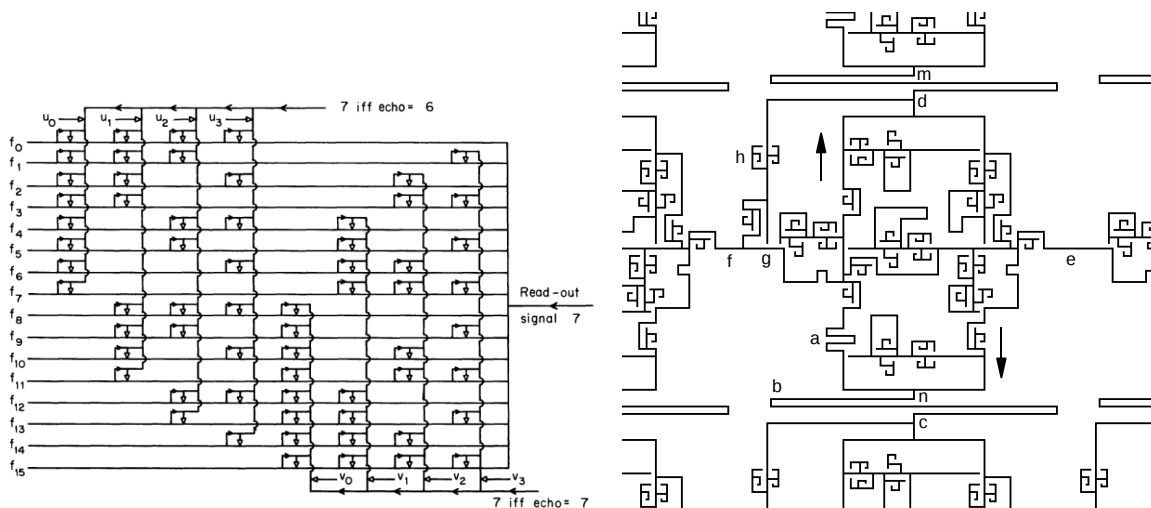 7 iff echo= 6
u₀ u₁ u₂ u₃
f₀
f₁
f₂
f₃
f₄
f₅
f₆
f₇
f₈
f₉
f₁₀
f₁₁
f₁₂
f₁₃
f₁₄
f₁₅
Read-out
signal 7
v₀ v₁ v₂ v₃
7 iff echo= 7
m
d
h
f g e
a
b
n
c